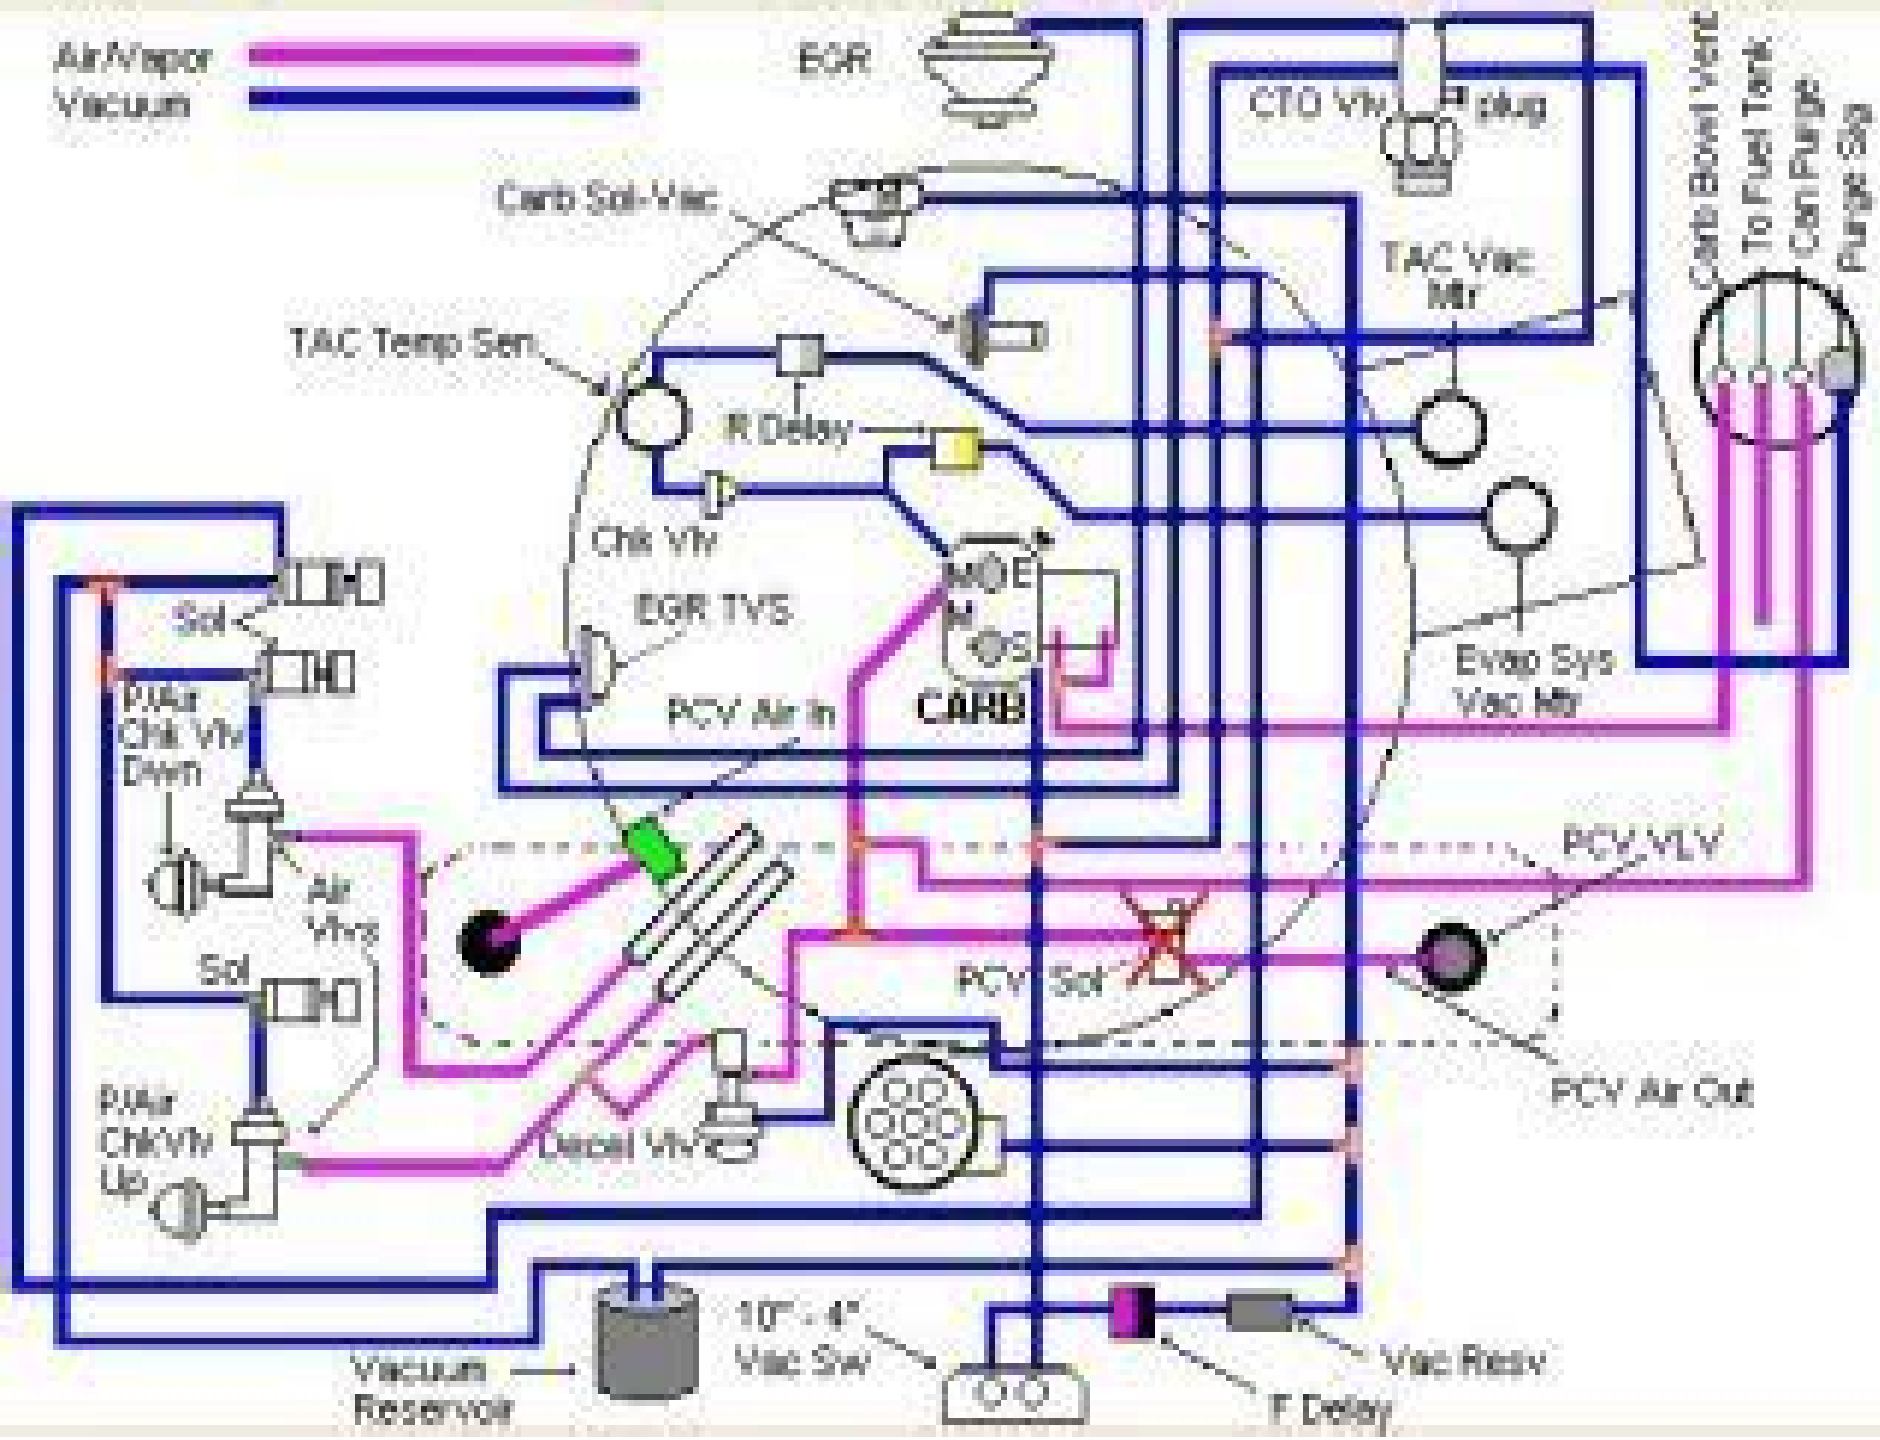 Air/Vapor
Vacuum
EGR
CTO Vlv
plug
Carb Bowl Vent
To Fuel Tank
Can Purge
Purge Sig
Carb Sol-Vac
TAC Vac
Mtr
TAC Temp Sen
R Delay
Chk Vlv
EGR TVS
M
E
M
S
CARB
PCV Air In
Evap Sys
Vac Mtr
Sol
P/Air
Chk Vlv
Dwn
Air
Vlvs
Sol
P/Air
Chk Vlv
Up
Decel Vlv
PCV Sol
PCV VLV
PCV Air Out
Vacuum
Reservoir
10" - 4"
Vac Sw
Vac Resv
F Delay